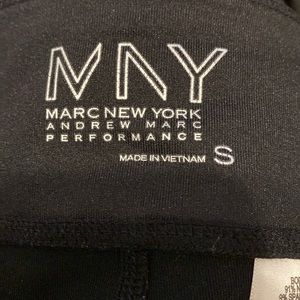 MNY
MARC NEW YORK
ANDREW MARC
PERFORMANCE
MADE IN VIETNAM S